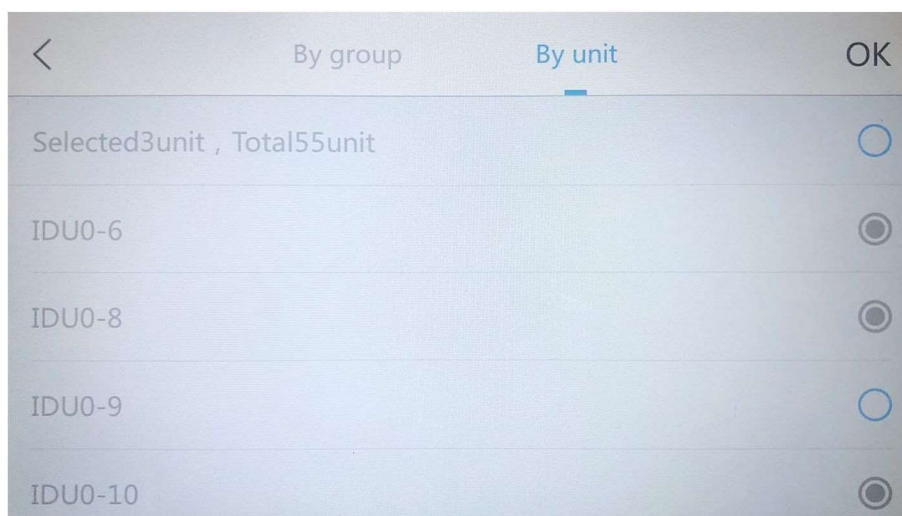 By group By unit OK
Selected3unit , Total55unit
IDU0-6
IDU0-8
IDU0-9
IDU0-10